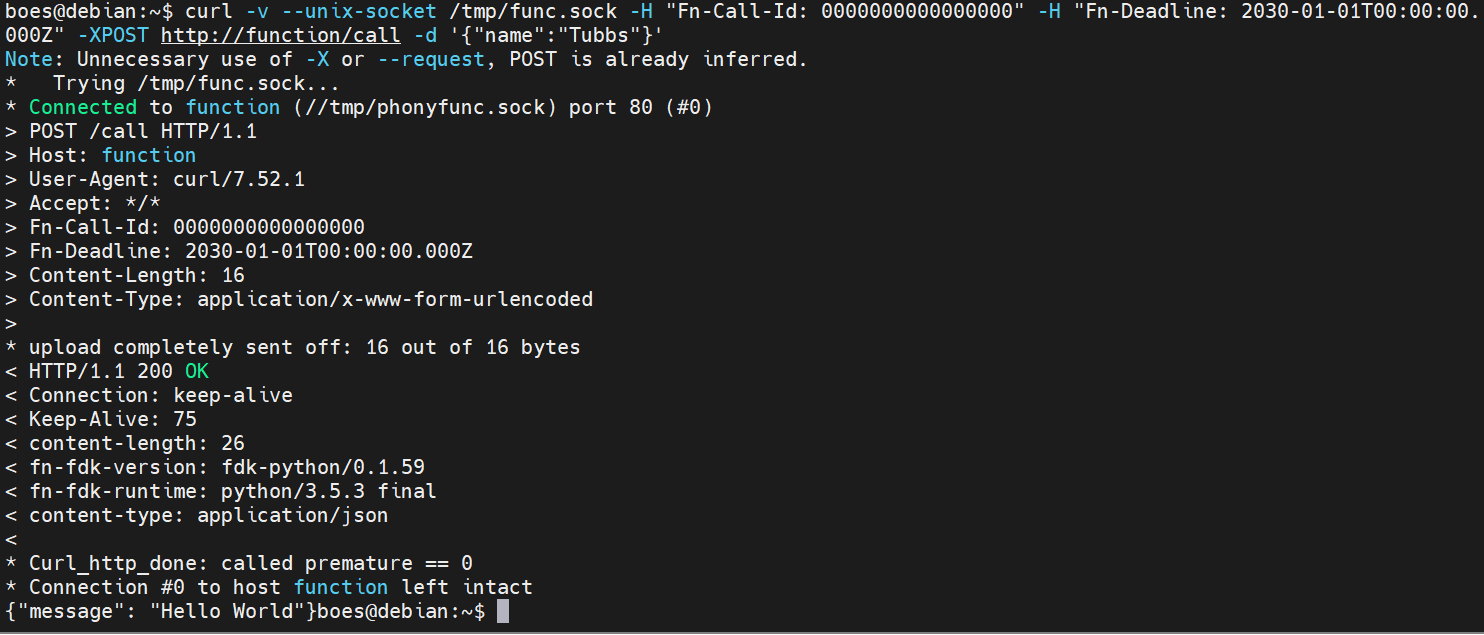 boes@debian:~$ curl -v --unix-socket /tmp/func.sock -H "Fn-Call-Id: 0000000000000000" -H "Fn-Deadline: 2030-01-01T00:00:00.
000Z" -XPOST http://function/call -d '{"name":"Tubbs"}'
Note: Unnecessary use of -X or --request, POST is already inferred.
*   Trying /tmp/func.sock...
* Connected to function (//tmp/phonyfunc.sock) port 80 (#0)
> POST /call HTTP/1.1
> Host: function
> User-Agent: curl/7.52.1
> Accept: */*
> Fn-Call-Id: 0000000000000000
> Fn-Deadline: 2030-01-01T00:00:00.000Z
> Content-Length: 16
> Content-Type: application/x-www-form-urlencoded
>
* upload completely sent off: 16 out of 16 bytes
< HTTP/1.1 200 OK
< Connection: keep-alive
< Keep-Alive: 75
< content-length: 26
< fn-fdk-version: fdk-python/0.1.59
< fn-fdk-runtime: python/3.5.3 final
< content-type: application/json
<
* Curl_http_done: called premature == 0
* Connection #0 to host function left intact
{"message": "Hello World"}boes@debian:~$